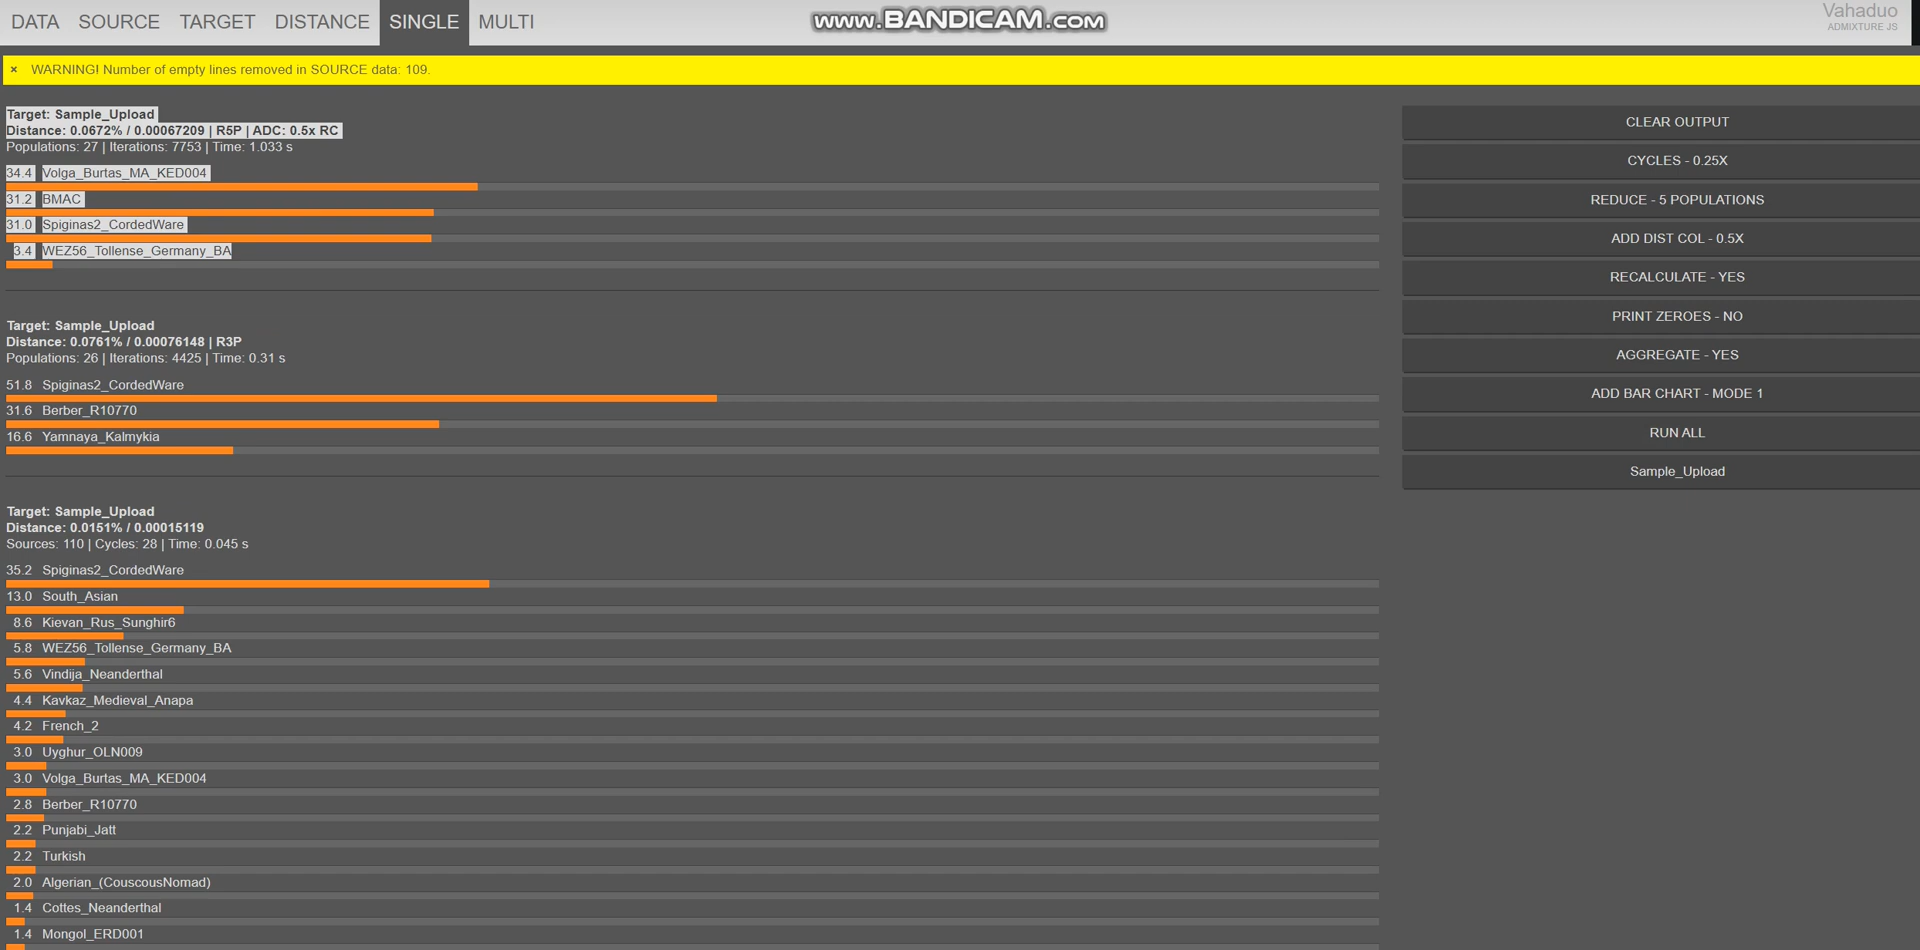 DATA SOURCE TARGET DISTANCE SINGLE MULTI
www.BANDICAM.com
Vahaduo
ADMIXTURE JS
× WARNING! Number of empty lines removed in SOURCE data: 109.
Target: Sample_Upload
Distance: 0.0672% / 0.00067209 | R5P | ADC: 0.5x RC
Populations: 27 | Iterations: 7753 | Time: 1.033 s
34.4 Volga_Burtas_MA_KED004
31.2 BMAC
31.0 Spiginas2_CordedWare
3.4 WEZ56_Tollense_Germany_BA
Target: Sample_Upload
Distance: 0.0761% / 0.00076148 | R3P
Populations: 26 | Iterations: 4425 | Time: 0.31 s
51.8 Spiginas2_CordedWare
31.6 Berber_R10770
16.6 Yamnaya_Kalmykia
Target: Sample_Upload
Distance: 0.0151% / 0.00015119
Sources: 110 | Cycles: 28 | Time: 0.045 s
35.2 Spiginas2_CordedWare
13.0 South_Asian
8.6 Kievan_Rus_Sunghir6
5.8 WEZ56_Tollense_Germany_BA
5.6 Vindija_Neanderthal
4.4 Kavkaz_Medieval_Anapa
4.2 French_2
3.0 Uyghur_OLN009
3.0 Volga_Burtas_MA_KED004
2.8 Berber_R10770
2.2 Punjabi_Jatt
2.2 Turkish
2.0 Algerian_(CouscousNomad)
1.4 Cottes_Neanderthal
1.4 Mongol_ERD001
CLEAR OUTPUT
CYCLES - 0.25X
REDUCE - 5 POPULATIONS
ADD DIST COL - 0.5X
RECALCULATE - YES
PRINT ZEROES - NO
AGGREGATE - YES
ADD BAR CHART - MODE 1
RUN ALL
Sample_Upload